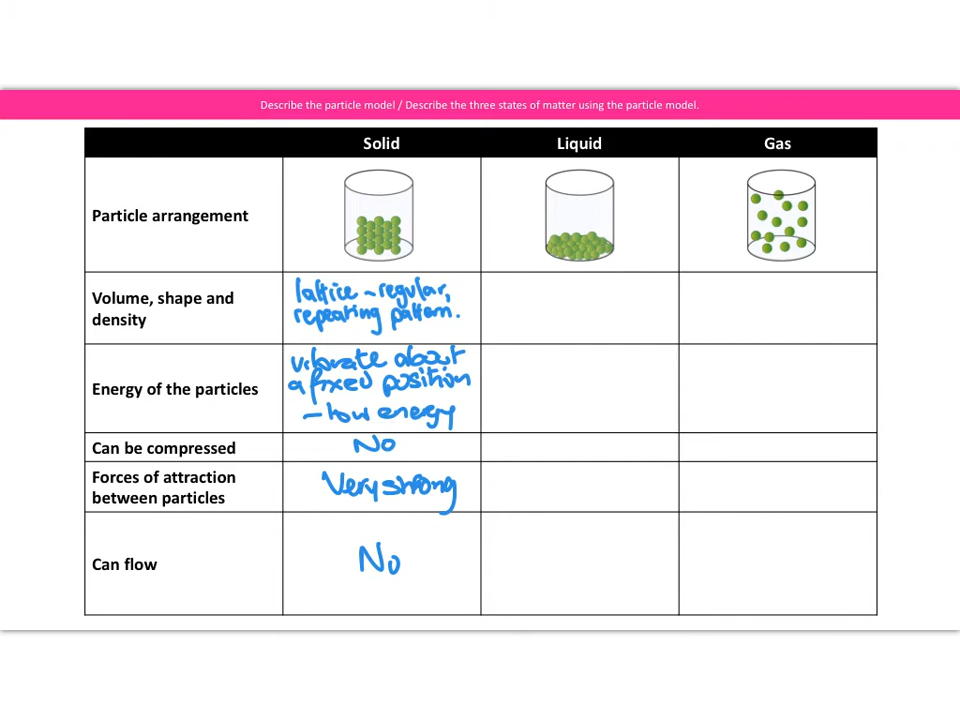 Describe the particle model / Describe the three states of matter using the particle model.
Solid
Liquid
Gas
Particle arrangement
Volume, shape and
density
lattice - regular,
repeating pattern.
Energy of the particles
vibrate about
a fixed position
- low energy
Can be compressed
No
Forces of attraction
between particles
Very strong
Can flow
No